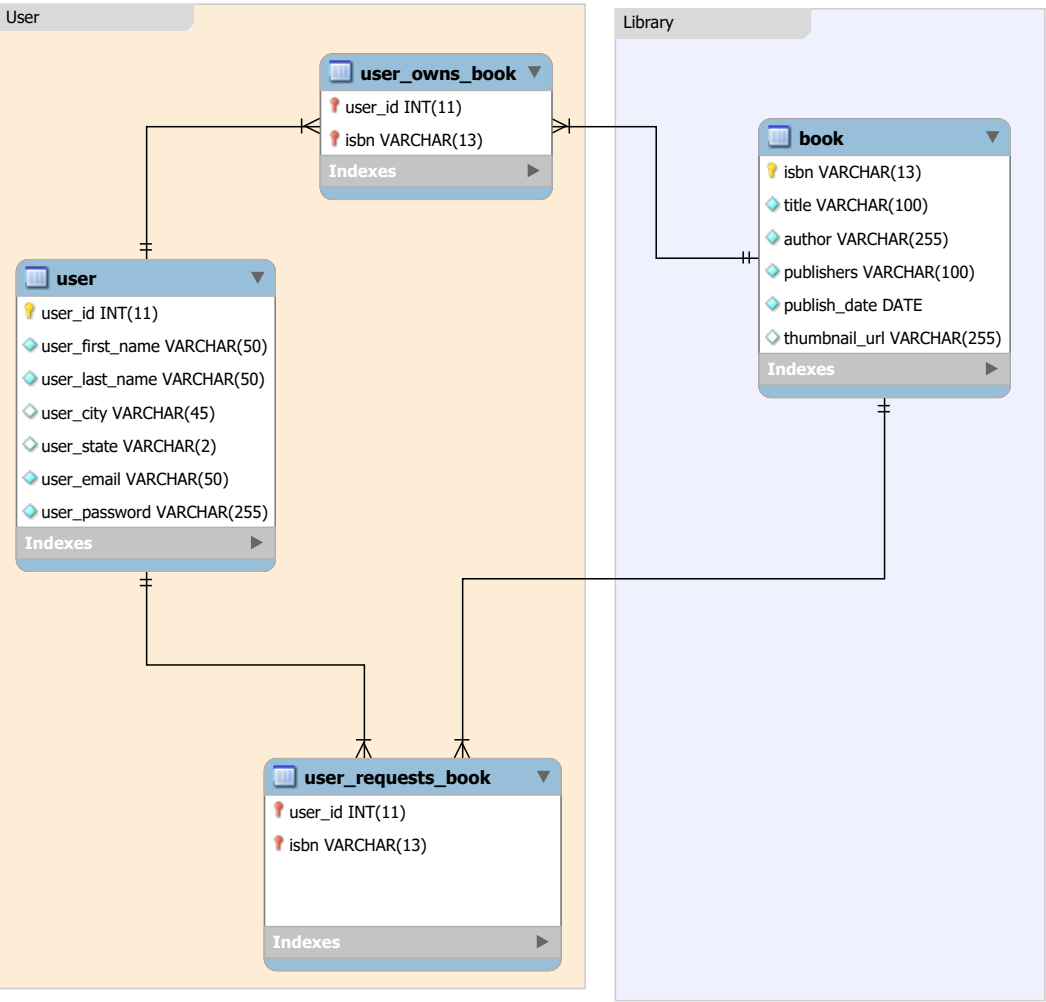 User
Library
user_owns_book
user_id INT(11)
isbn VARCHAR(13)
Indexes
book
isbn VARCHAR(13)
title VARCHAR(100)
author VARCHAR(255)
publishers VARCHAR(100)
publish_date DATE
thumbnail_url VARCHAR(255)
Indexes
user
user_id INT(11)
user_first_name VARCHAR(50)
user_last_name VARCHAR(50)
user_city VARCHAR(45)
user_state VARCHAR(2)
user_email VARCHAR(50)
user_password VARCHAR(255)
Indexes
user_requests_book
user_id INT(11)
isbn VARCHAR(13)
Indexes